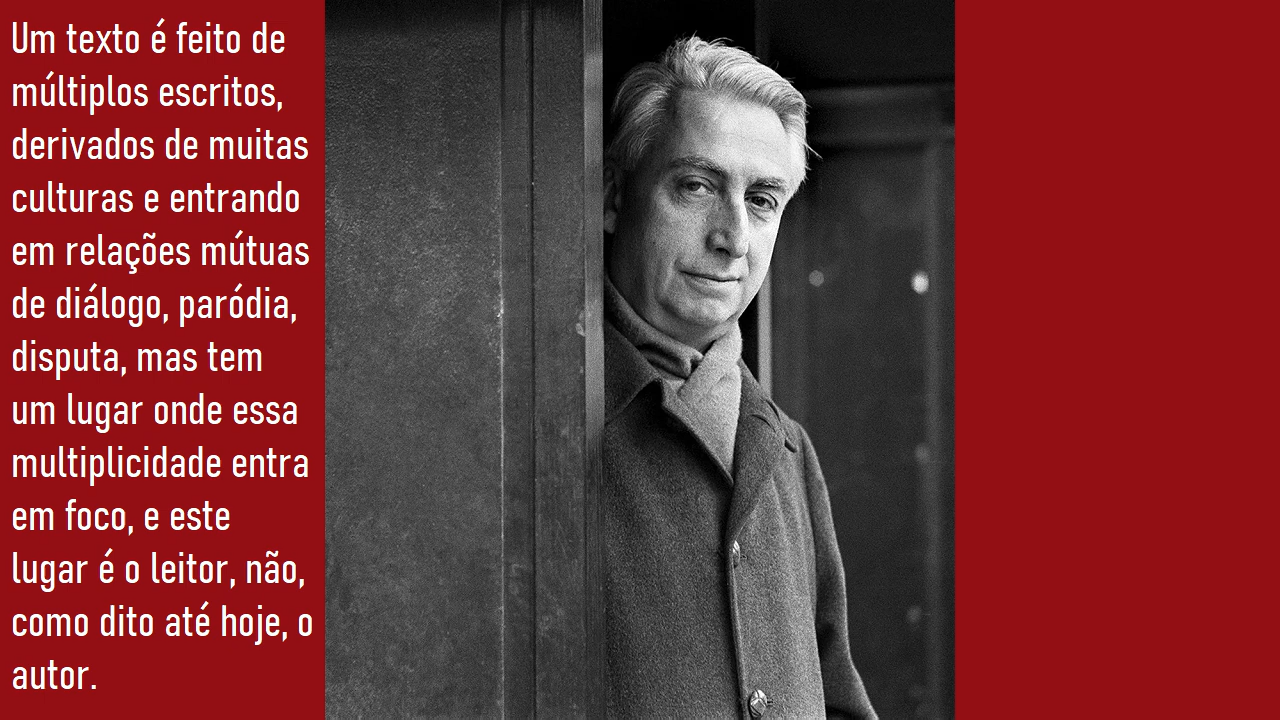 Um texto é feito de
múltiplos escritos,
derivados de muitas
culturas e entrando
em relações mútuas
de diálogo, paródia,
disputa, mas tem
um lugar onde essa
multiplicidade entra
em foco, e este
lugar é o leitor, não,
como dito até hoje, o
autor.